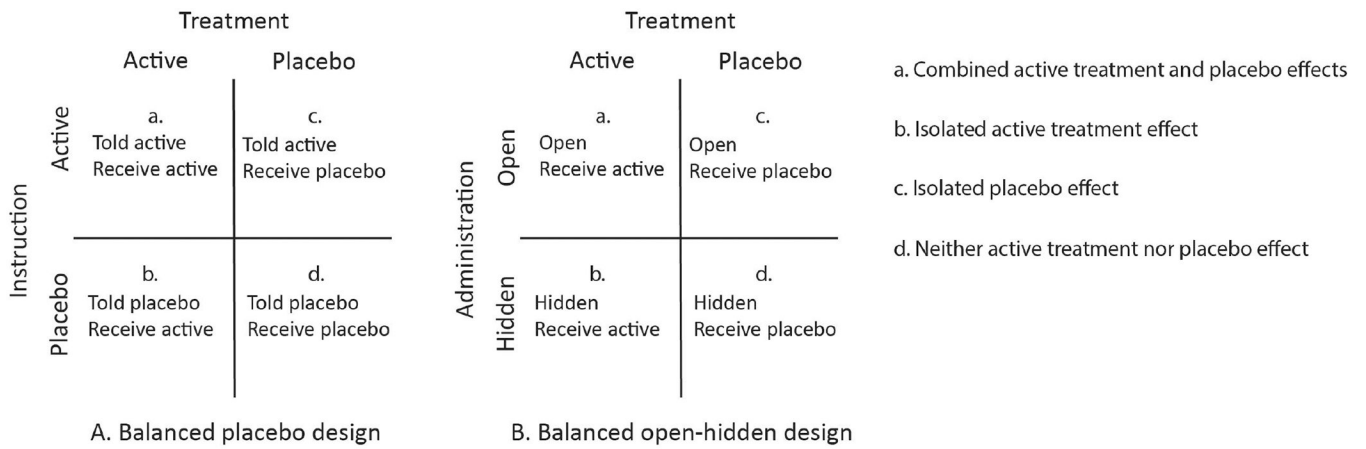 Treatment
Active Placebo
Instruction
Active
a.
Told active
Receive active
c.
Told active
Receive placebo
Placebo
b.
Told placebo
Receive active
d.
Told placebo
Receive placebo
A. Balanced placebo design
Treatment
Active Placebo
Administration
Open
a.
Open
Receive active
c.
Open
Receive placebo
Hidden
b.
Hidden
Receive active
d.
Hidden
Receive placebo
B. Balanced open-hidden design
a. Combined active treatment and placebo effects
b. Isolated active treatment effect
c. Isolated placebo effect
d. Neither active treatment nor placebo effect